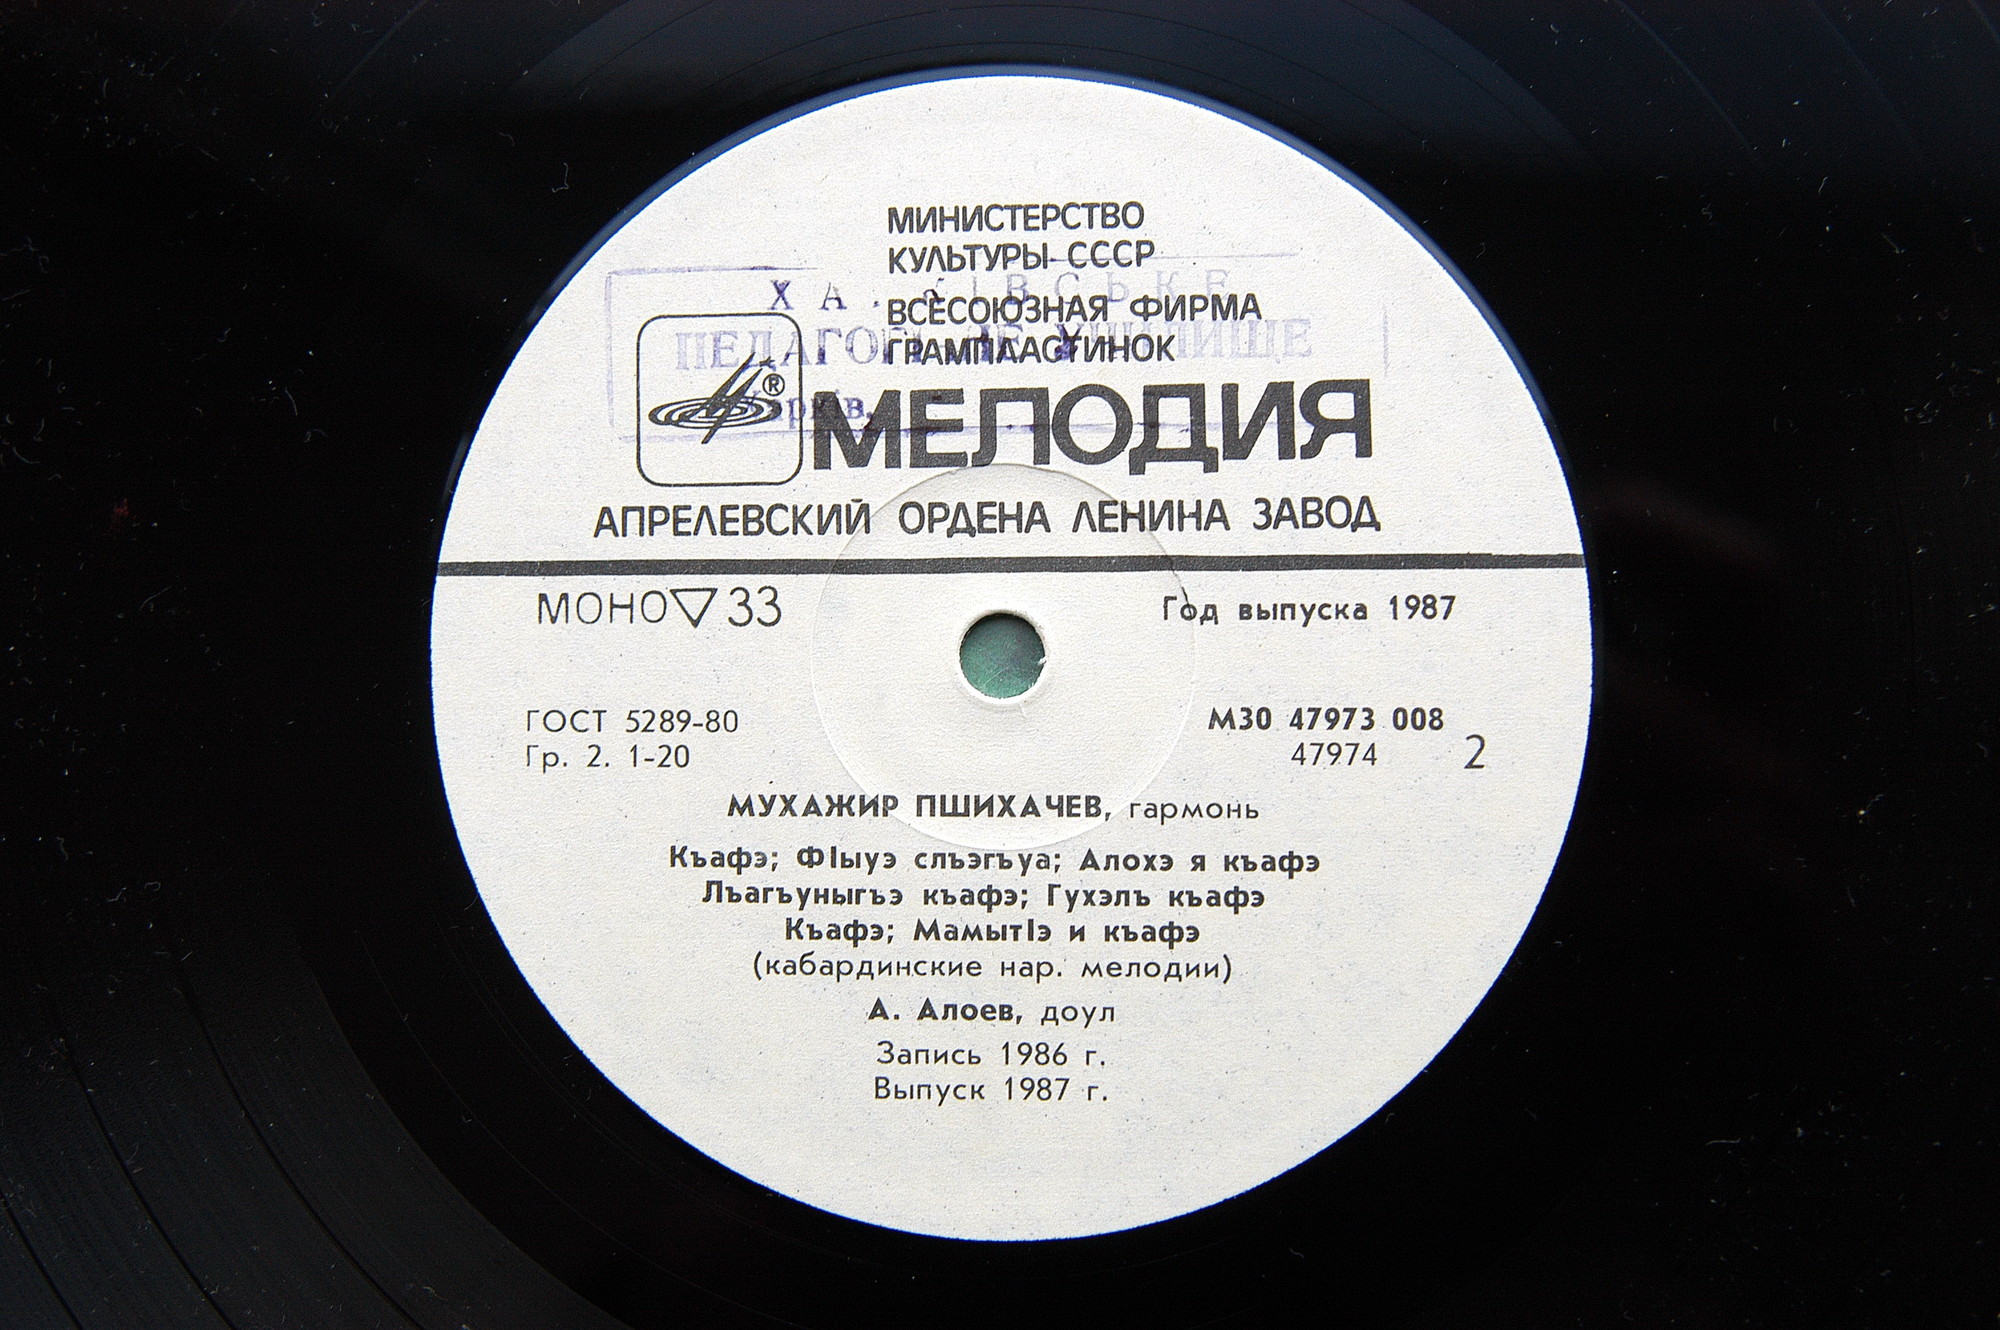 МИНИСТЕРСТВО
КУЛЬТУРЫ СССР
ВСЕСОЮЗНАЯ ФИРМА
ГРАМПЛАСТИНОК
®
МЕЛОДИЯ
АПРЕЛЕВСКИЙ ОРДЕНА ЛЕНИНА ЗАВОД
МОНО ▽ 33
Год выпуска 1987
ГОСТ 5289-80
Гр. 2. 1-20
М30 47973 008
47974 2
МУХАЖИР ПШИХАЧЕВ, гармонь
Къафэ; ФIыуэ слъэгъуа; Алохэ я къафэ
Лъагъуныгъэ къафэ; Гухэлъ къафэ
Къафэ; МамытIэ и къафэ
(кабардинские нар. мелодии)
А. Алоев, доул
Запись 1986 г.
Выпуск 1987 г.